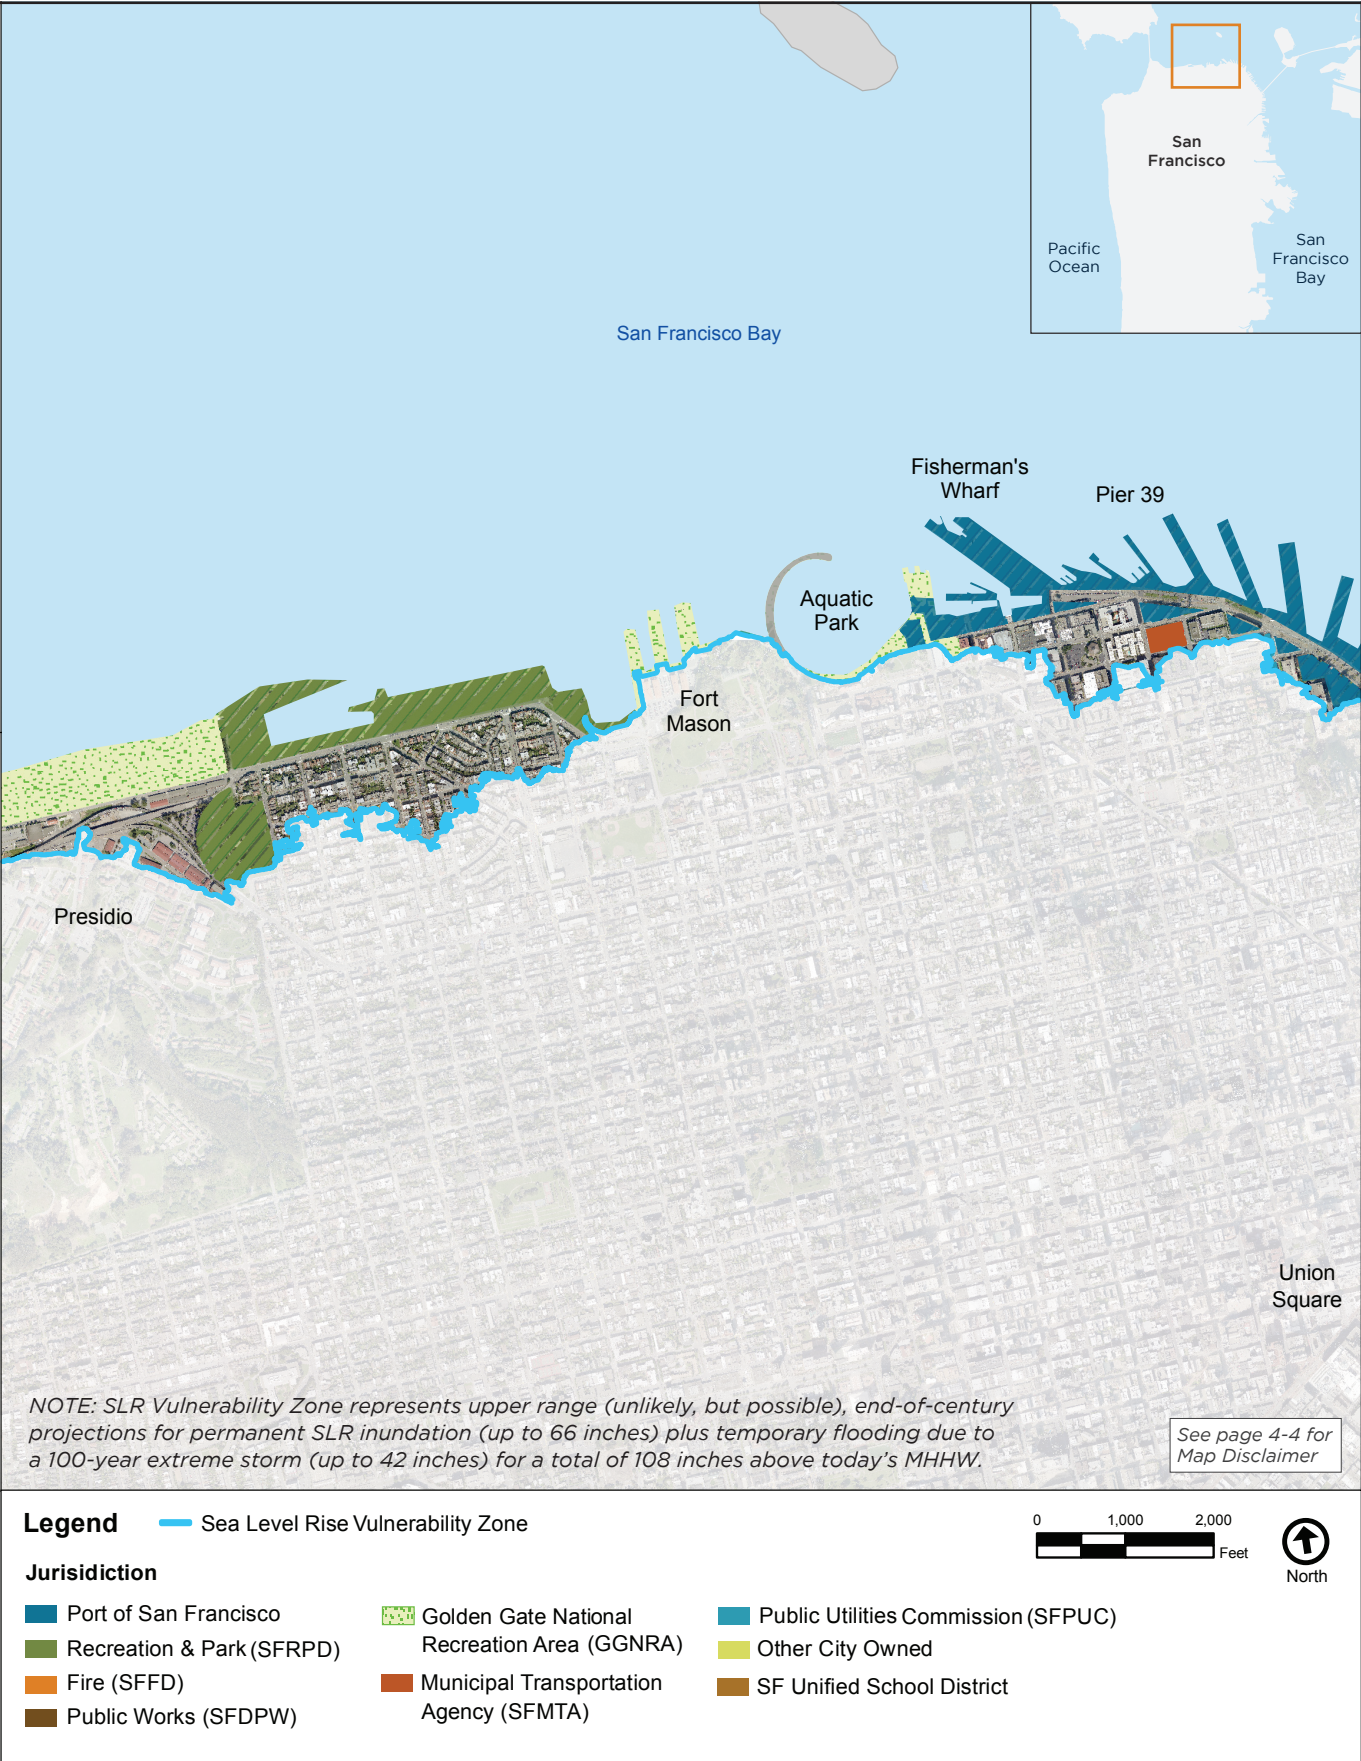 San
Francisco
Pacific
Ocean
San
Francisco
Bay
San Francisco Bay
Fisherman's
Wharf
Pier 39
Aquatic
Park
Fort
Mason
Presidio
Union
Square
NOTE: SLR Vulnerability Zone represents upper range (unlikely, but possible), end-of-century
projections for permanent SLR inundation (up to 66 inches) plus temporary flooding due to
a 100-year extreme storm (up to 42 inches) for a total of 108 inches above today's MHHW.
See page 4-4 for
Map Disclaimer
Legend
Sea Level Rise Vulnerability Zone
0 1,000 2,000
Feet
North
Jurisidiction
Port of San Francisco
Recreation & Park (SFRPD)
Fire (SFFD)
Public Works (SFDPW)
Golden Gate National
Recreation Area (GGNRA)
Municipal Transportation
Agency (SFMTA)
Public Utilities Commission (SFPUC)
Other City Owned
SF Unified School District